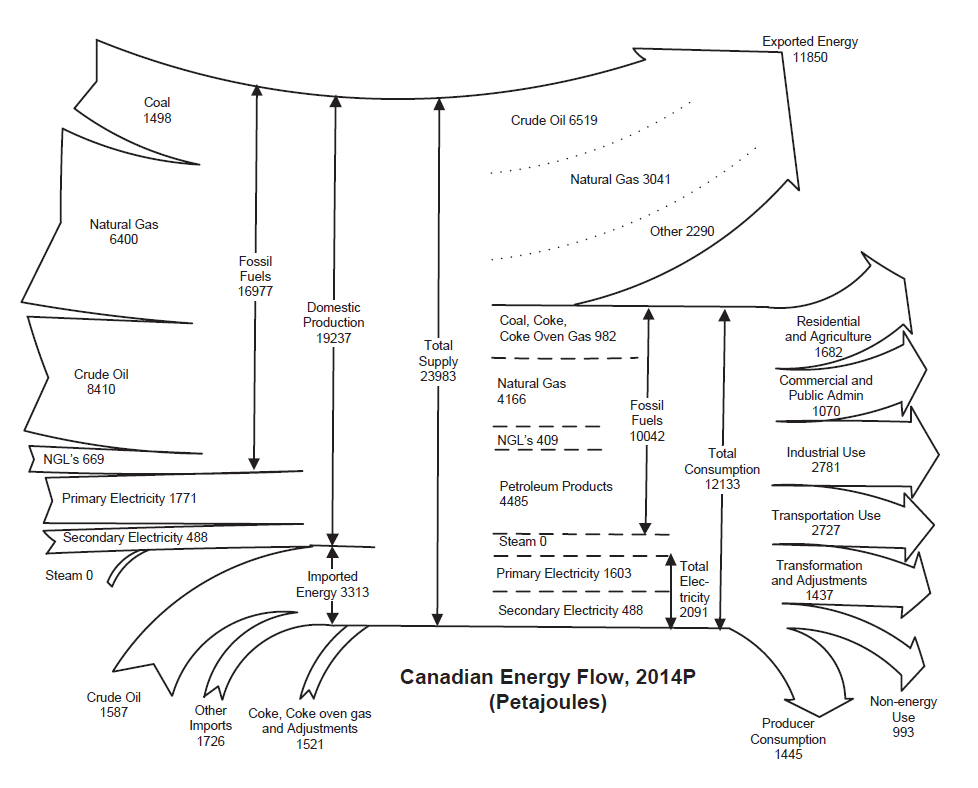 Exported Energy
11850
Coal
1498
Crude Oil 6519
Natural Gas 3041
Natural Gas
6400
Other 2290
Fossil
Fuels
16977
Domestic
Production
19237
Total
Supply
23983
Coal, Coke,
Coke Oven Gas 982
Residential
and Agriculture
1682
Crude Oil
8410
Natural Gas
4166
Commercial and
Public Admin
1070
Fossil
Fuels
10042
NGL's 409
NGL's 669
Total
Consumption
12133
Industrial Use
2781
Primary Electricity 1771
Petroleum Products
4485
Transportation Use
2727
Secondary Electricity 488
Steam 0
Steam 0
Imported
Energy 3313
Primary Electricity 1603
Total
Elec-
tricity
2091
Transformation
and Adjustments
1437
Secondary Electricity 488
Canadian Energy Flow, 2014P
(Petajoules)
Crude Oil
1587
Other
Imports
1726
Coke, Coke oven gas
and Adjustments
1521
Producer
Consumption
1445
Non-energy
Use
993